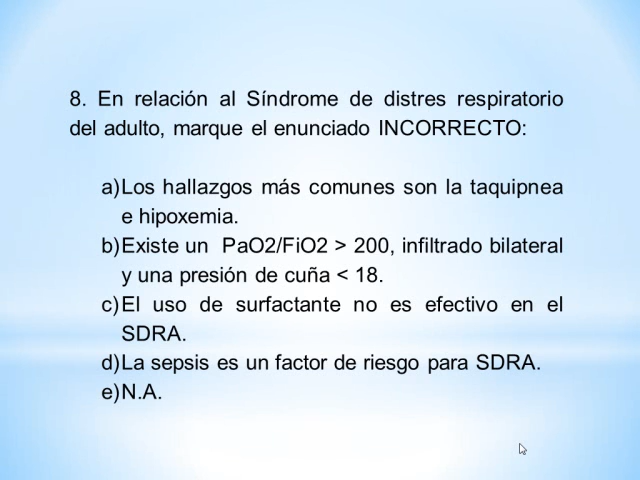 8. En relación al Síndrome de distres respiratorio
del adulto, marque el enunciado INCORRECTO:
a)Los hallazgos más comunes son la taquipnea
e hipoxemia.
b)Existe un PaO2/FiO2 > 200, infiltrado bilateral
y una presión de cuña < 18.
c)El uso de surfactante no es efectivo en el
SDRA.
d)La sepsis es un factor de riesgo para SDRA.
e)N.A.